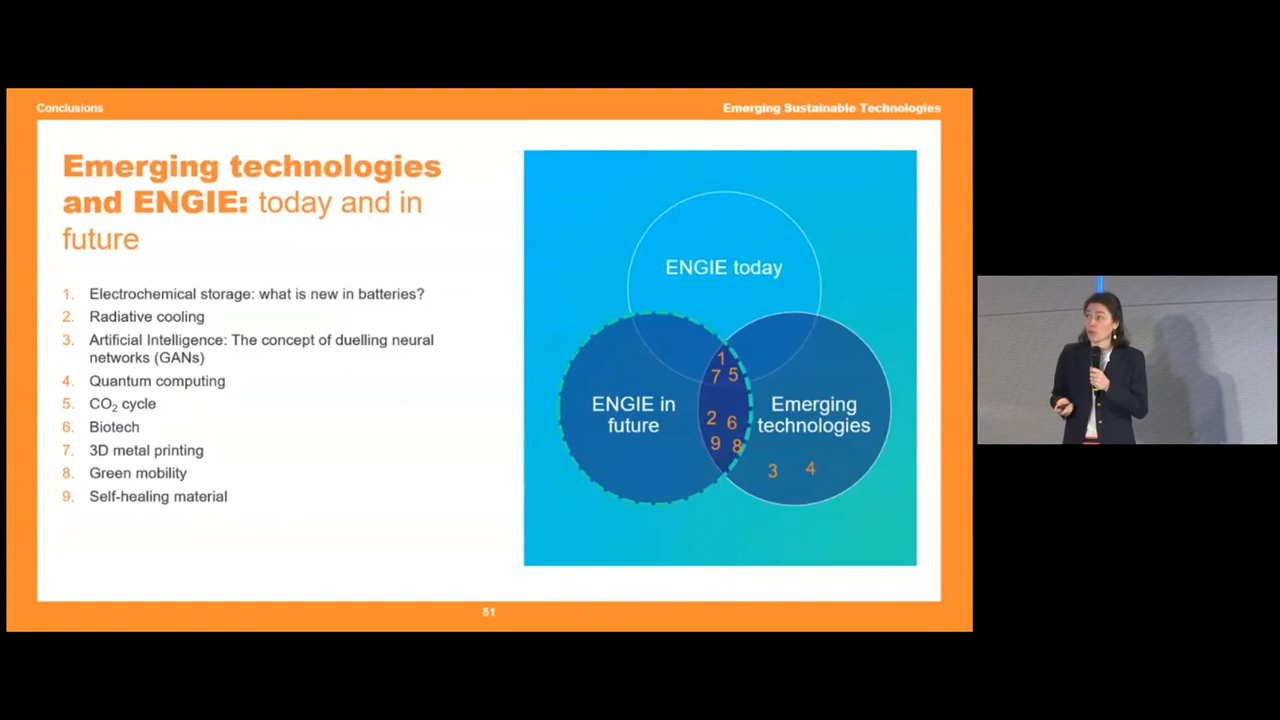 Conclusions
Emerging Sustainable Technologies
Emerging technologies
and ENGIE: today and in
future
1. Electrochemical storage: what is new in batteries?
2. Radiative cooling
3. Artificial Intelligence: The concept of duelling neural
networks (GANs)
4. Quantum computing
5. CO₂ cycle
6. Biotech
7. 3D metal printing
8. Green mobility
9. Self-healing material
ENGIE today
ENGIE in
future
Emerging
technologies
1
7 5
2 6
9 8
3 4
51